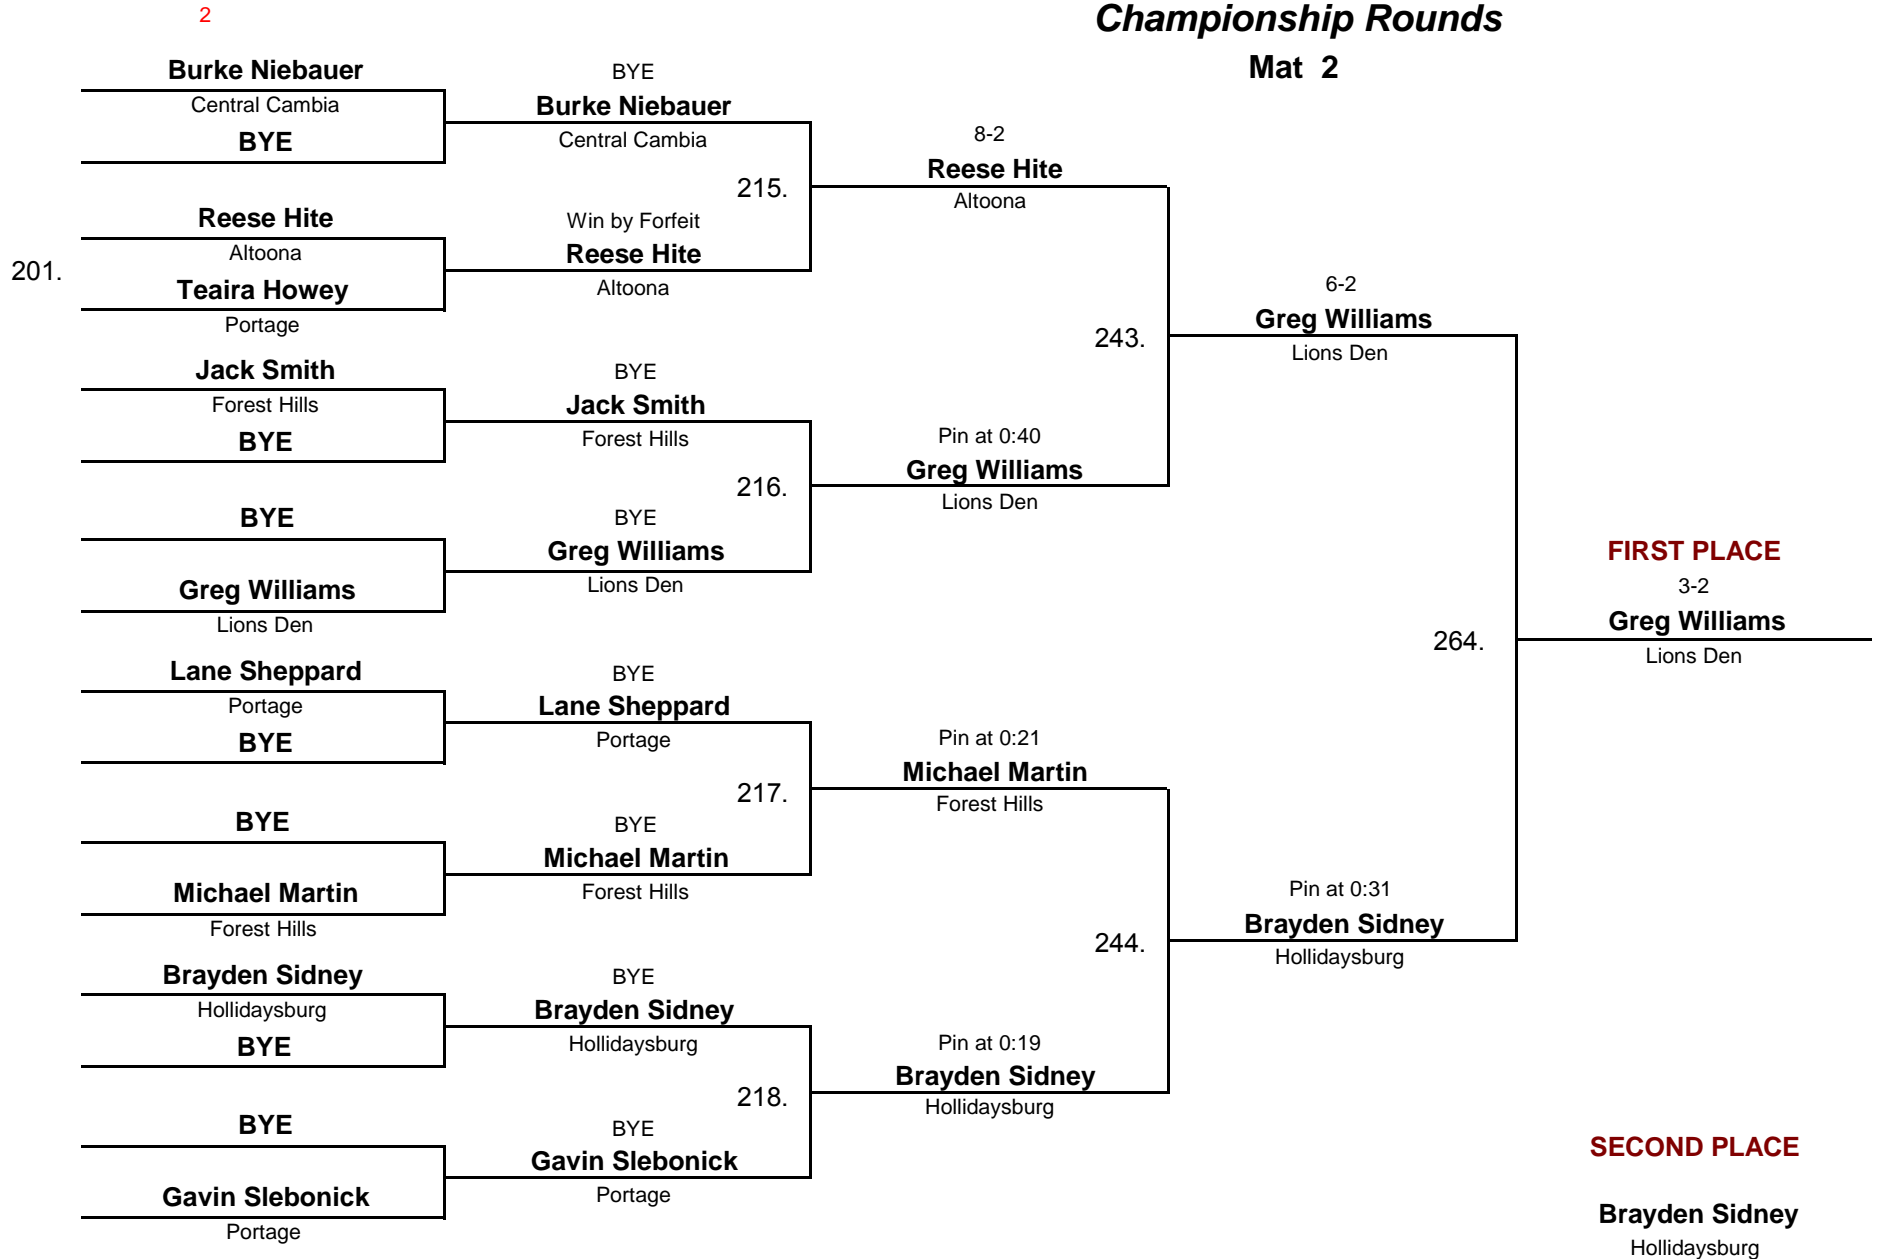 2
Championship Rounds
Mat 2
Burke Niebauer
Central Cambia
BYE
201.
Reese Hite
Altoona
Teaira Howey
Portage
Jack Smith
Forest Hills
BYE
BYE
Greg Williams
Lions Den
Lane Sheppard
Portage
BYE
BYE
Michael Martin
Forest Hills
Brayden Sidney
Hollidaysburg
BYE
BYE
Gavin Slebonick
Portage
BYE
Burke Niebauer
Central Cambia
215.
Win by Forfeit
Reese Hite
Altoona
BYE
Jack Smith
Forest Hills
216.
BYE
Greg Williams
Lions Den
BYE
Lane Sheppard
Portage
217.
BYE
Michael Martin
Forest Hills
BYE
Brayden Sidney
Hollidaysburg
218.
BYE
Gavin Slebonick
Portage
8-2
Reese Hite
Altoona
243.
Pin at 0:40
Greg Williams
Lions Den
Pin at 0:21
Michael Martin
Forest Hills
244.
Pin at 0:19
Brayden Sidney
Hollidaysburg
6-2
Greg Williams
Lions Den
264.
Pin at 0:31
Brayden Sidney
Hollidaysburg
FIRST PLACE
3-2
Greg Williams
Lions Den
SECOND PLACE
Brayden Sidney
Hollidaysburg